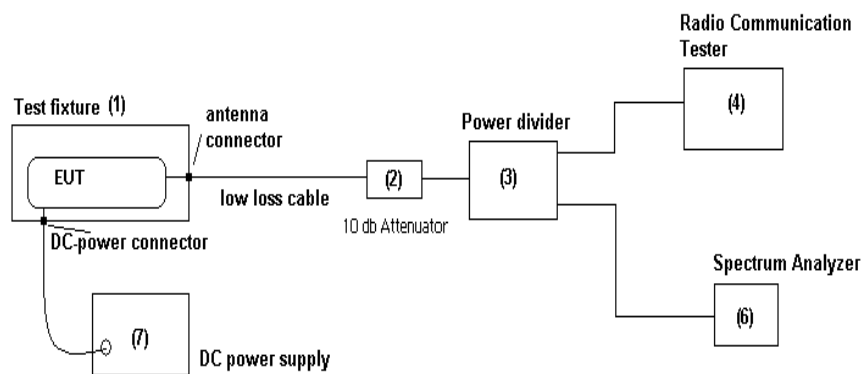 Radio Communication
Tester
(4)
Test fixture (1)
antenna
connector
Power divider
EUT
(2)
(3)
low loss cable
10 db Attenuator
DC-power connector
Spectrum Analyzer
(6)
(7)
DC power supply